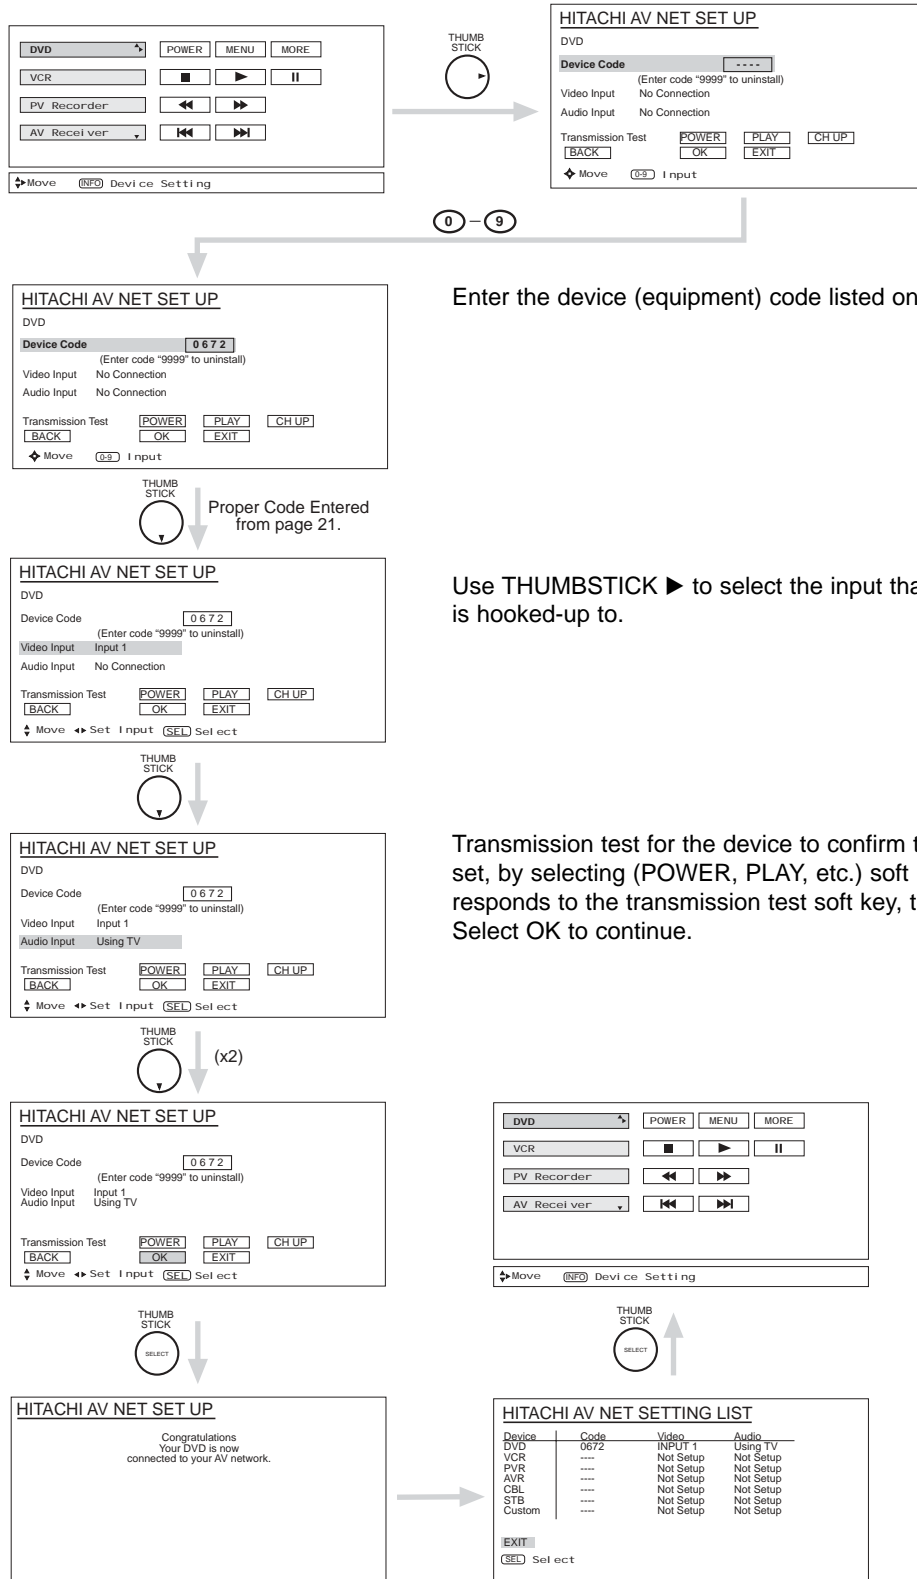 DVD POWER MENU MORE
VCR
PV Recorder
AV Receiver
Move INFO Device Setting
THUMB
STICK
HITACHI AV NET SET UP
DVD
Device Code - - - -
(Enter code "9999" to uninstall)
Video Input No Connection
Audio Input No Connection
Transmission Test POWER PLAY CH UP
BACK OK EXIT
Move 0-9 Input
0 – 9
HITACHI AV NET SET UP
DVD
Device Code 0 6 7 2
(Enter code "9999" to uninstall)
Video Input No Connection
Audio Input No Connection
Transmission Test POWER PLAY CH UP
BACK OK EXIT
Move 0-9 Input
Enter the device (equipment) code listed on
THUMB
STICK
Proper Code Entered
from page 21.
HITACHI AV NET SET UP
DVD
Device Code 0 6 7 2
(Enter code "9999" to uninstall)
Video Input Input 1
Audio Input No Connection
Transmission Test POWER PLAY CH UP
BACK OK EXIT
Move Set Input SEL Select
Use THUMBSTICK ▶ to select the input tha
is hooked-up to.
THUMB
STICK
HITACHI AV NET SET UP
DVD
Device Code 0 6 7 2
(Enter code "9999" to uninstall)
Video Input Input 1
Audio Input Using TV
Transmission Test POWER PLAY CH UP
BACK OK EXIT
Move Set Input SEL Select
Transmission test for the device to confirm t
set, by selecting (POWER, PLAY, etc.) soft
responds to the transmission test soft key, t
Select OK to continue.
THUMB
STICK
(x2)
HITACHI AV NET SET UP
DVD
Device Code 0 6 7 2
(Enter code "9999" to uninstall)
Video Input Input 1
Audio Input Using TV
Transmission Test POWER PLAY CH UP
BACK OK EXIT
Move Set Input SEL Select
THUMB
STICK
SELECT
HITACHI AV NET SET UP
Congratulations
Your DVD is now
connected to your AV network.
HITACHI AV NET SETTING LIST
Device Code Video Audio
DVD 0672 INPUT 1 Using TV
VCR ---- Not Setup Not Setup
PVR ---- Not Setup Not Setup
AVR ---- Not Setup Not Setup
CBL ---- Not Setup Not Setup
STB ---- Not Setup Not Setup
Custom ---- Not Setup Not Setup
EXIT
SEL Select
THUMB
STICK
SELECT
DVD POWER MENU MORE
VCR
PV Recorder
AV Receiver
Move INFO Device Setting